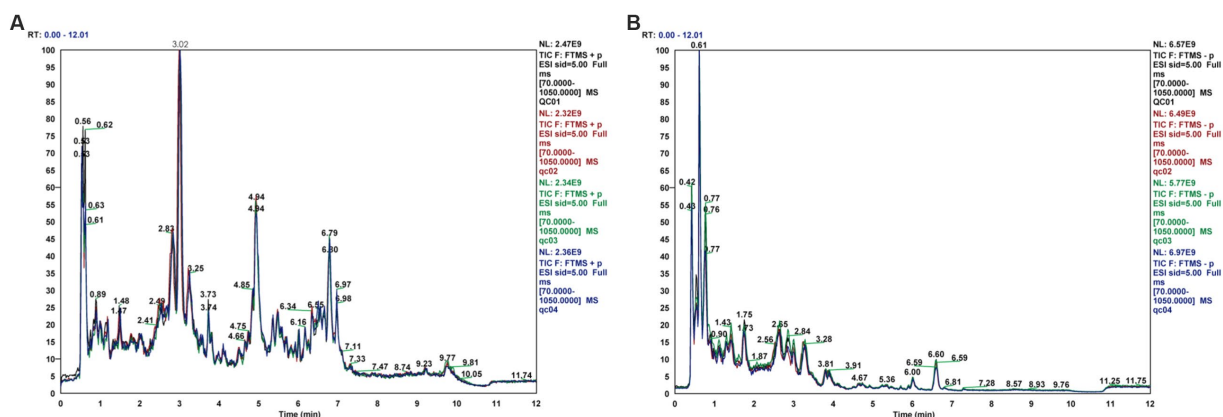 A
RT: 0.00 - 12.01
3.02
100
95
90
85
80
75
70
65
60
55
50
45
40
35
30
25
20
15
10
5
0
0.56
0.62
0.53
0.63
0.61
0.89
1.48
1.47
2.41
2.49
2.83
3.25
3.73
3.74
4.66
4.75
4.85
4.94
4.94
6.34
6.16
6.55
6.79
6.80
6.97
6.98
7.11
7.33
7.47
8.74
9.23
9.77
9.81
10.05
11.74
0 1 2 3 4 5 6 7 8 9 10 11 12
Time (min)
NL: 2.47E9
TIC F: FTMS + p
ESI sid=5.00 Full
ms
[70.0000-
1050.0000] MS
QC01
NL: 2.32E9
TIC F: FTMS + p
ESI sid=5.00 Full
ms
[70.0000-
1050.0000] MS
qc02
NL: 2.34E9
TIC F: FTMS + p
ESI sid=5.00 Full
ms
[70.0000-
1050.0000] MS
qc03
NL: 2.36E9
TIC F: FTMS + p
ESI sid=5.00 Full
ms
[70.0000-
1050.0000] MS
qc04
B
RT: 0.00 - 12.01
0.61
100
95
90
85
80
75
70
65
60
55
50
45
40
35
30
25
20
15
10
5
0
0.42
0.43
0.77
0.76
0.77
0.90
1.43
1.75
1.73
1.87
2.56
2.65
2.84
3.28
3.81
3.91
4.67
5.36
6.00
6.59
6.60
6.59
6.81
7.28
8.57
8.93
9.76
11.25
11.75
0 1 2 3 4 5 6 7 8 9 10 11 12
Time (min)
NL: 6.57E9
TIC F: FTMS - p
ESI sid=5.00 Full
ms
[70.0000-
1050.0000] MS
QC01
NL: 6.49E9
TIC F: FTMS - p
ESI sid=5.00 Full
ms
[70.0000-
1050.0000] MS
qc02
NL: 5.77E9
TIC F: FTMS - p
ESI sid=5.00 Full
ms
[70.0000-
1050.0000] MS
qc03
NL: 6.97E9
TIC F: FTMS - p
ESI sid=5.00 Full
ms
[70.0000-
1050.0000] MS
qc04